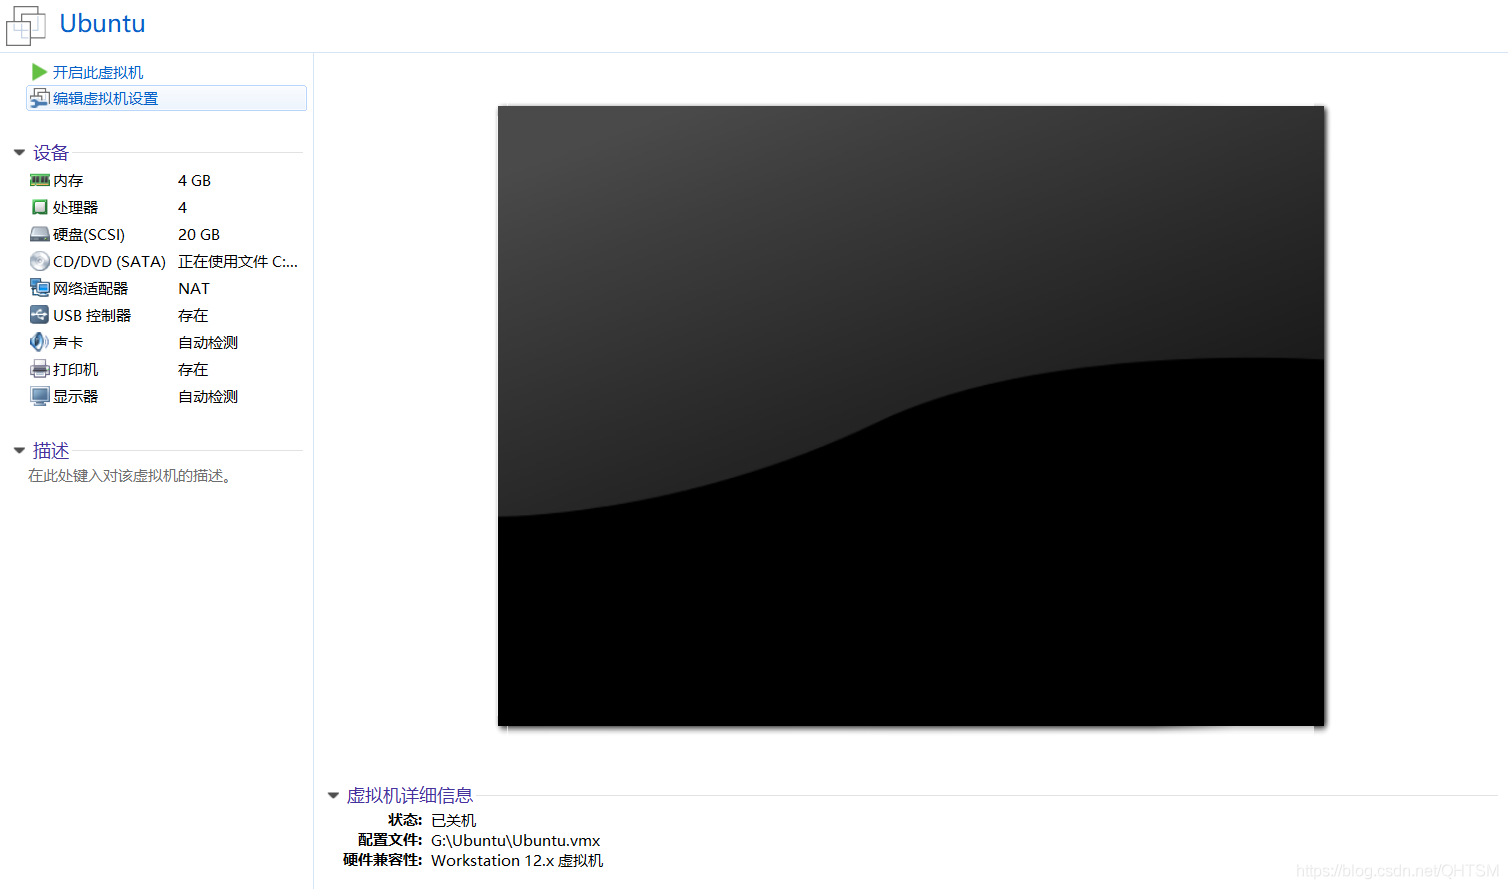 Ubuntu
开启此虚拟机
编辑虚拟机设置
设备
内存 4 GB
处理器 4
硬盘(SCSI) 20 GB
CD/DVD (SATA) 正在使用文件 C:...
网络适配器 NAT
USB 控制器 存在
声卡 自动检测
打印机 存在
显示器 自动检测
描述
在此处键入对该虚拟机的描述。
虚拟机详细信息
状态: 已关机
配置文件: G:\Ubuntu\Ubuntu.vmx
硬件兼容性: Workstation 12.x 虚拟机
https://blog.csdn.net/QHTSM